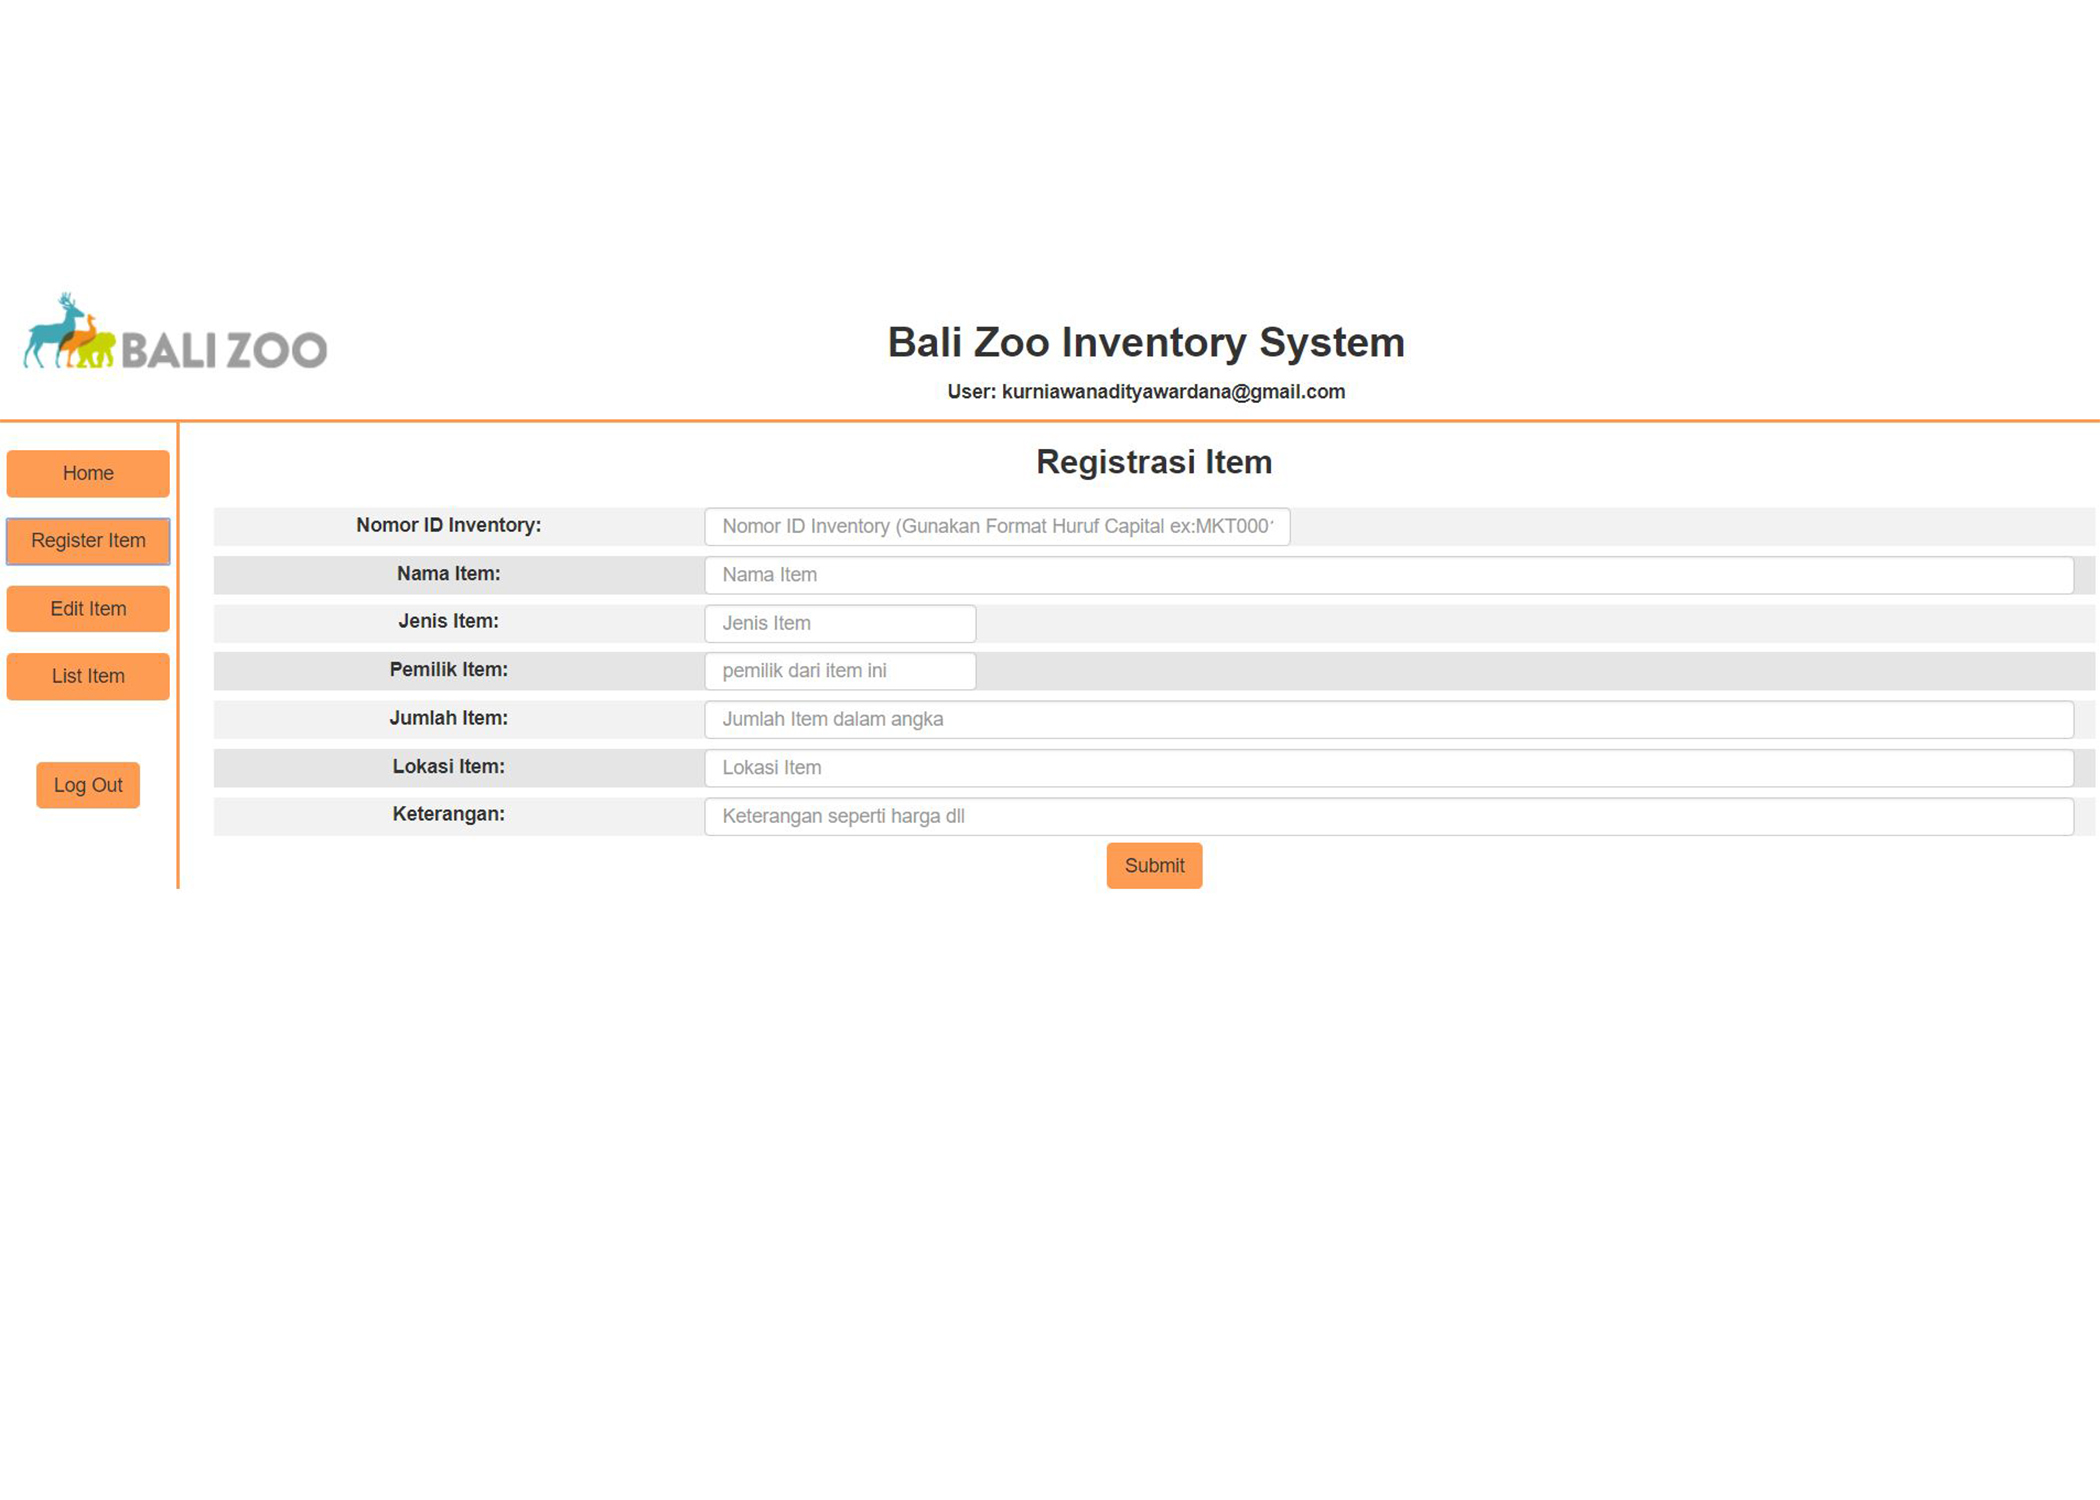 BALI ZOO
Bali Zoo Inventory System
User: kurniawanadityawardana@gmail.com
Home
Register Item
Edit Item
List Item
Log Out
Registrasi Item
Nomor ID Inventory: Nomor ID Inventory (Gunakan Format Huruf Capital ex:MKT000
Nama Item: Nama Item
Jenis Item: Jenis Item
Pemilik Item: pemilik dari item ini
Jumlah Item: Jumlah Item dalam angka
Lokasi Item: Lokasi Item
Keterangan: Keterangan seperti harga dll
Submit